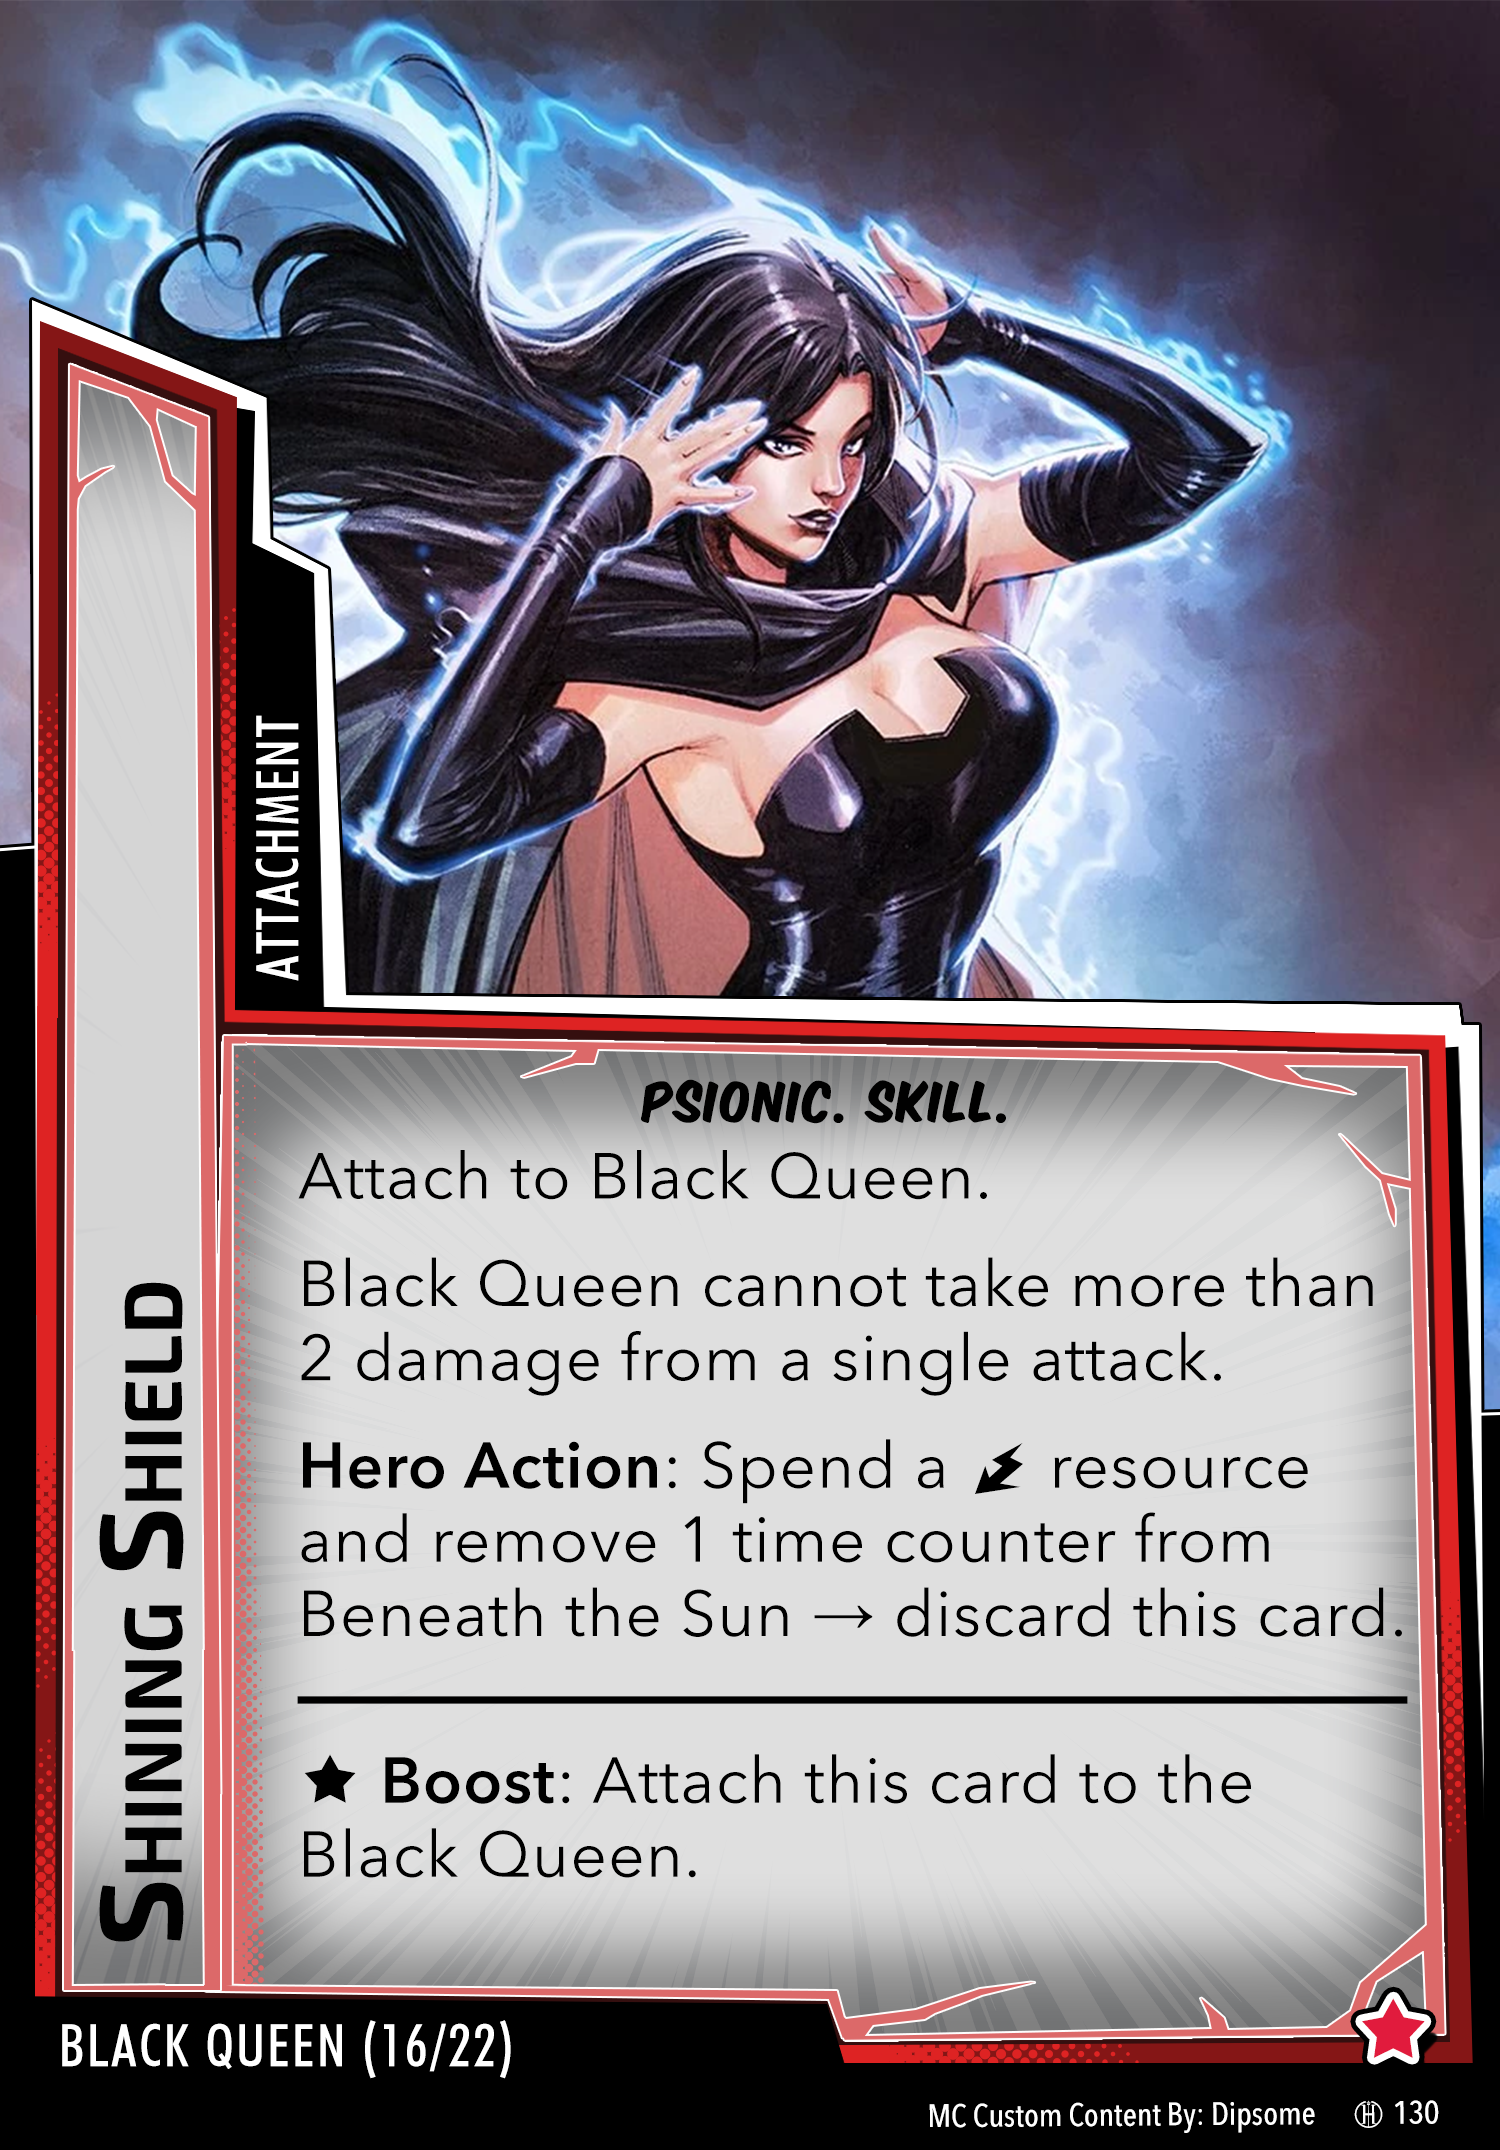 ATTACHMENT
SHINING SHIELD
PSIONIC. SKILL.
Attach to Black Queen.
Black Queen cannot take more than
2 damage from a single attack.
Hero Action: Spend a resource
and remove 1 time counter from
Beneath the Sun → discard this card.
★ Boost: Attach this card to the
Black Queen.
BLACK QUEEN (16/22)
MC Custom Content By: Dipsome 130